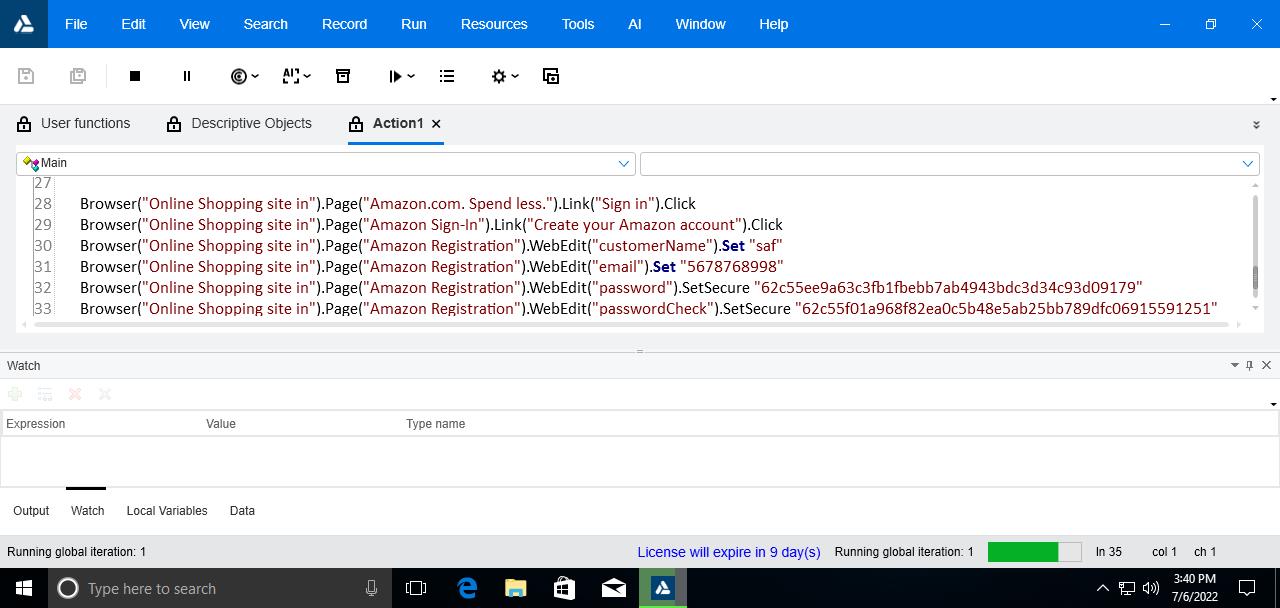 File Edit View Search Record Run Resources Tools AI Window Help
User functions Descriptive Objects Action1
Main
27
28 Browser("Online Shopping site in").Page("Amazon.com. Spend less.").Link("Sign in").Click
29 Browser("Online Shopping site in").Page("Amazon Sign-In").Link("Create your Amazon account").Click
30 Browser("Online Shopping site in").Page("Amazon Registration").WebEdit("customerName").Set "saf"
31 Browser("Online Shopping site in").Page("Amazon Registration").WebEdit("email").Set "5678768998"
32 Browser("Online Shopping site in").Page("Amazon Registration").WebEdit("password").SetSecure "62c55ee9a63c3fb1fbebb7ab4943bdc3d34c93d09179"
33 Browser("Online Shopping site in").Page("Amazon Registration").WebEdit("passwordCheck").SetSecure "62c55f01a968f82ea0c5b48e5ab25bb789dfc06915591251"
Watch
Expression Value Type name
Output Watch Local Variables Data
Running global iteration: 1 License will expire in 9 day(s) Running global iteration: 1 ln 35 col 1 ch 1
Type here to search
3:40 PM
7/6/2022